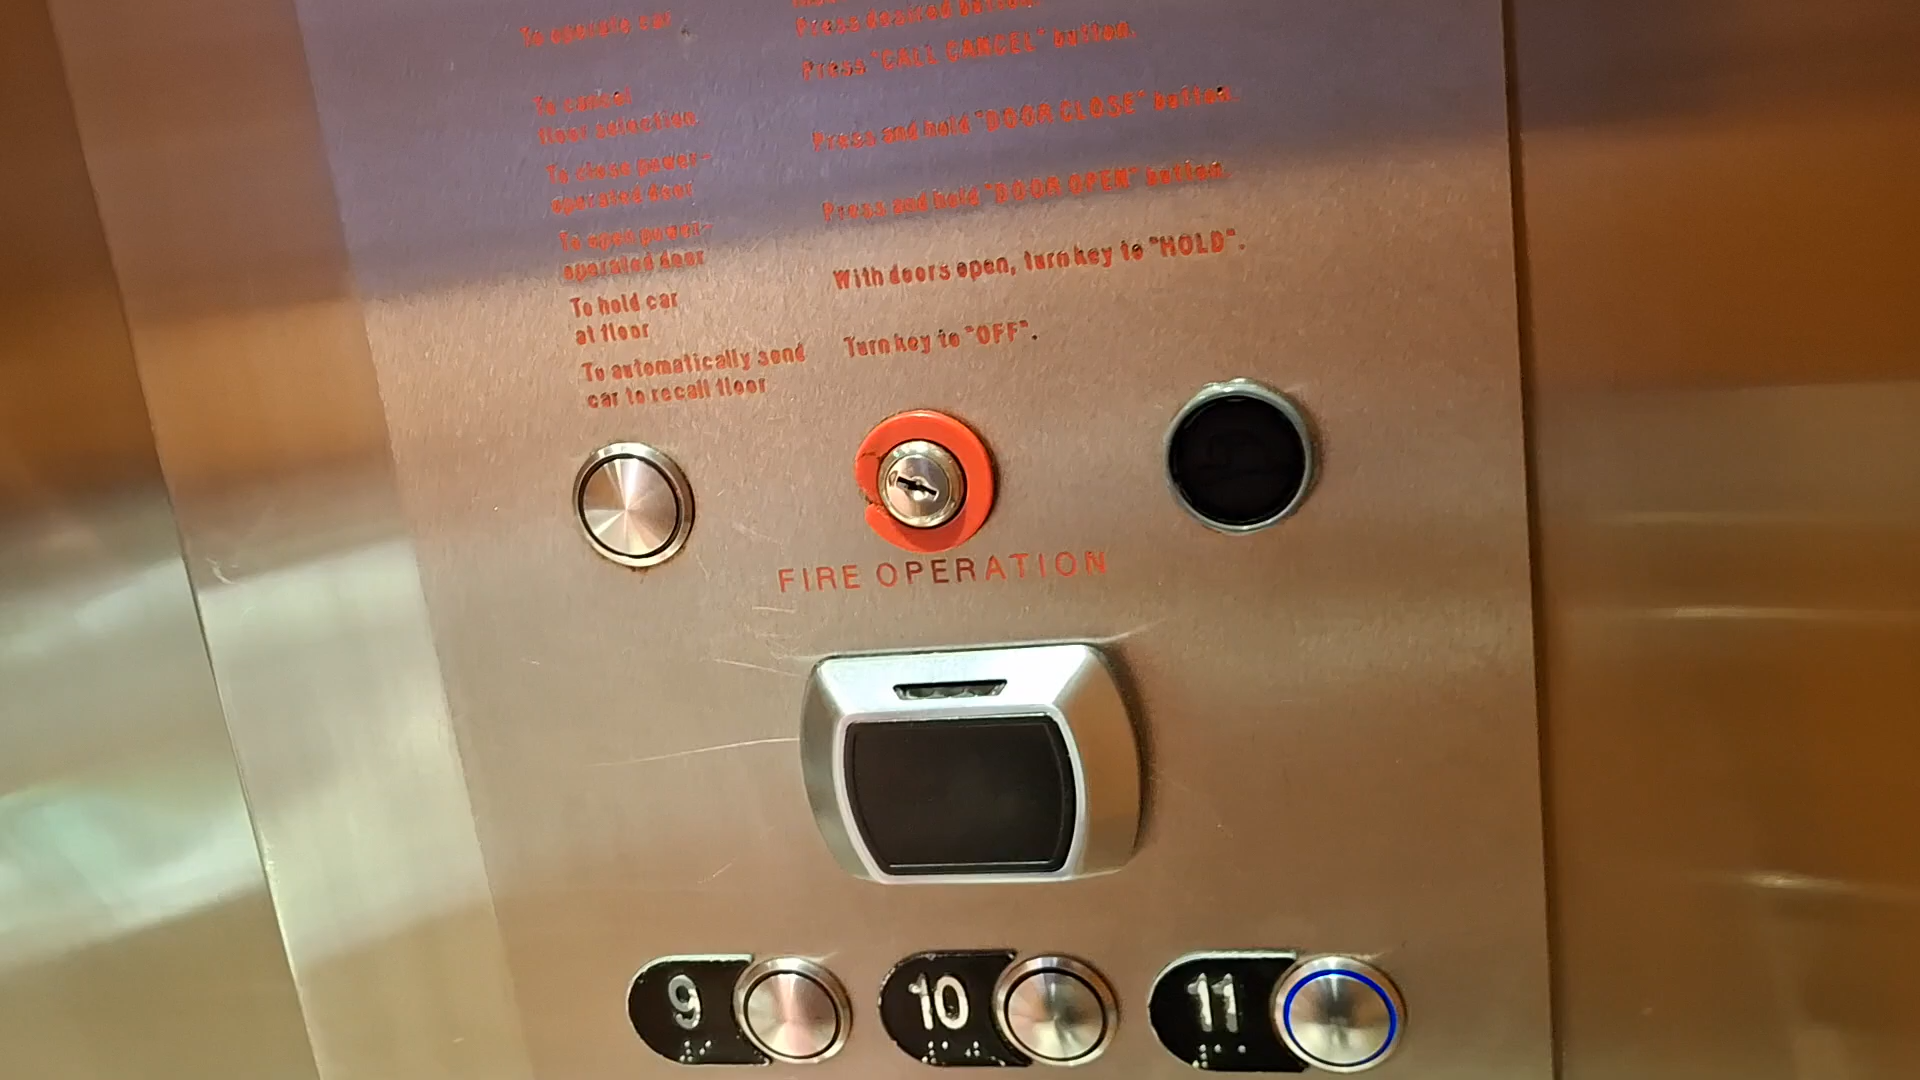 Press desired button.
To operate car
Press "CALL CANCEL" button.
To cancel
floor selection.
Press and hold "DOOR CLOSE" button.
To close power-
operated door
Press and hold "DOOR OPEN" button.
To open power-
operated door
With doors open, turn key to "HOLD".
To hold car
at floor
Turn key to "OFF".
To automatically send
car to recall floor
FIRE OPERATION
9
10
11